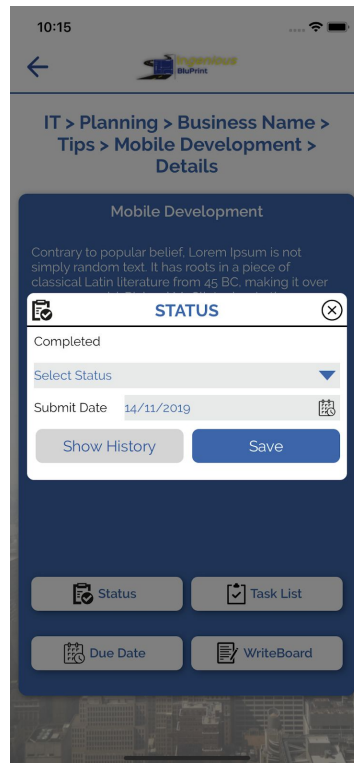 10:15
Ingenious
BluPrint
IT > Planning > Business Name >
Tips > Mobile Development >
Details
Mobile Development
Contrary to popular belief, Lorem Ipsum is not
simply random text. It has roots in a piece of
classical Latin literature from 45 BC, making it over
STATUS
Completed
Select Status
Submit Date 14/11/2019
Show History Save
Status Task List
Due Date WriteBoard